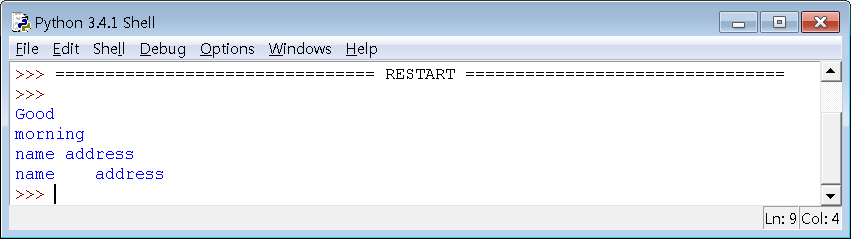 Python 3.4.1 Shell
File Edit Shell Debug Options Windows Help
>>> ================================ RESTART ================================
>>>
Good
morning
name address
name    address
>>>
Ln: 9 Col: 4